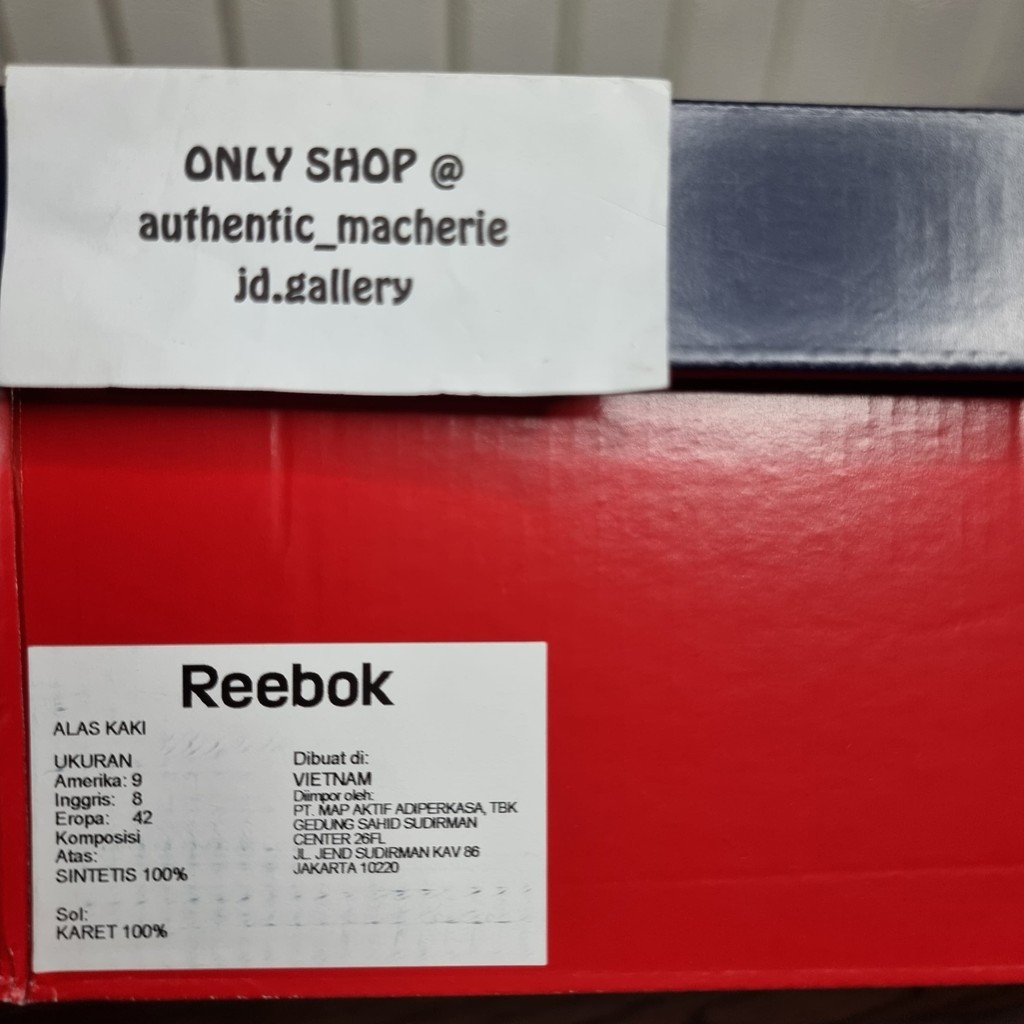 ONLY SHOP @
authentic_macherie
jd.gallery
Reebok
ALAS KAKI
UKURAN
Amerika: 9
Inggris: 8
Eropa: 42
Komposisi
Atas:
SINTETIS 100%
Sol:
KARET 100%
Dibuat di:
VIETNAM
Diimpor oleh:
PT. MAP AKTIF ADIPERKASA, TBK
GEDUNG SAHID SUDIRMAN
CENTER 26FL
JL. JEND SUDIRMAN KAV 86
JAKARTA 10220